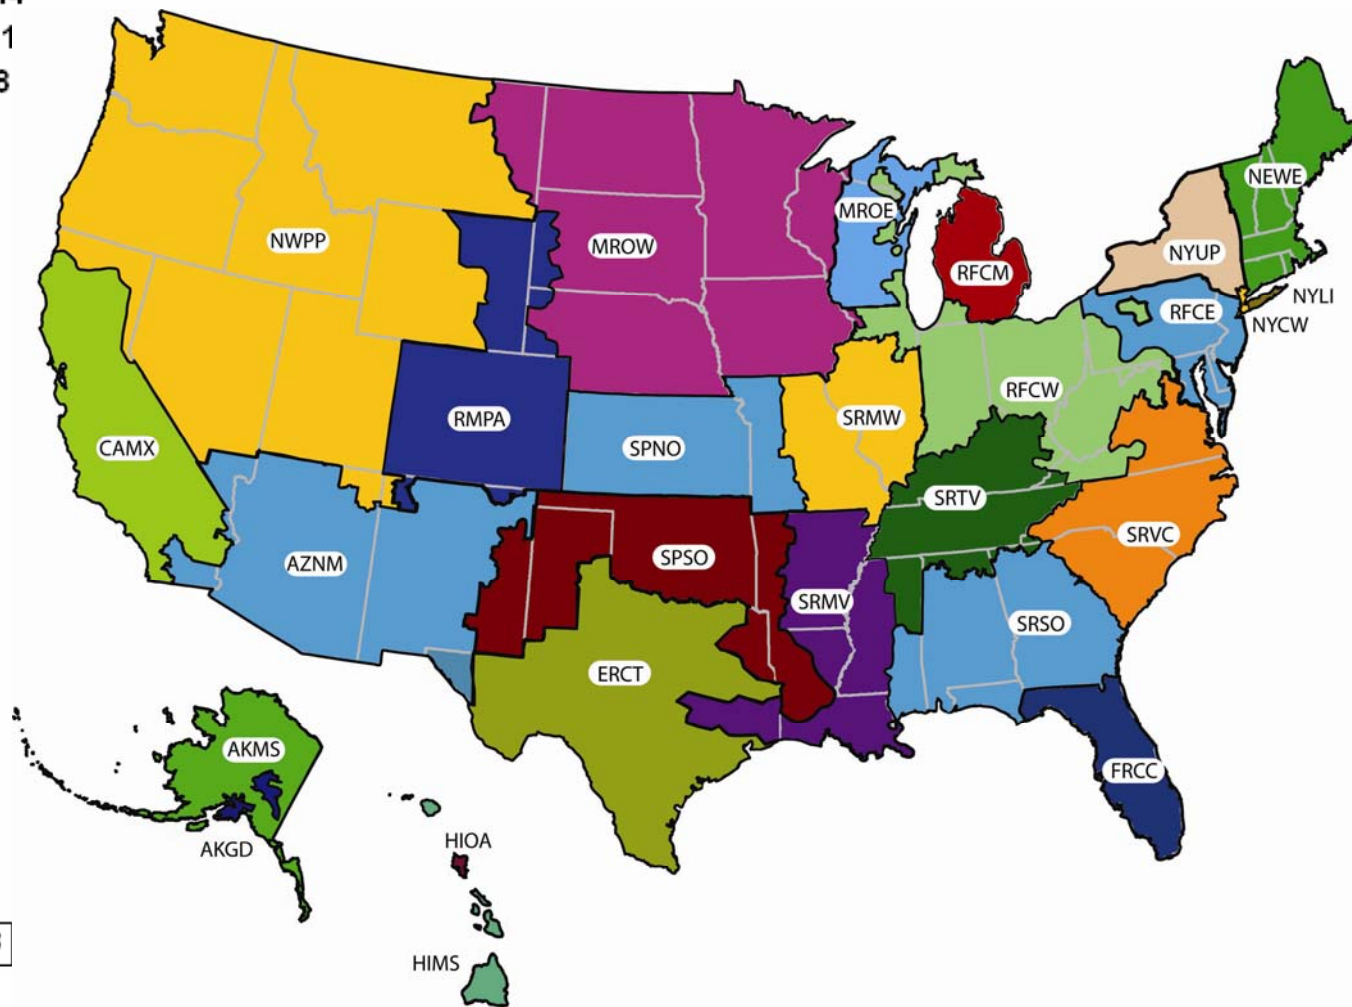 1
NEWE
MROE
NWPP
MROW
NYUP
RFCM
NYLI
RFCE
NYCW
RFCW
RMPA
SRMW
CAMX
SPNO
SRTV
SRVC
SPSO
AZNM
SRMV
SRSO
ERCT
AKMS
FRCC
HIOA
AKGD
HIMS